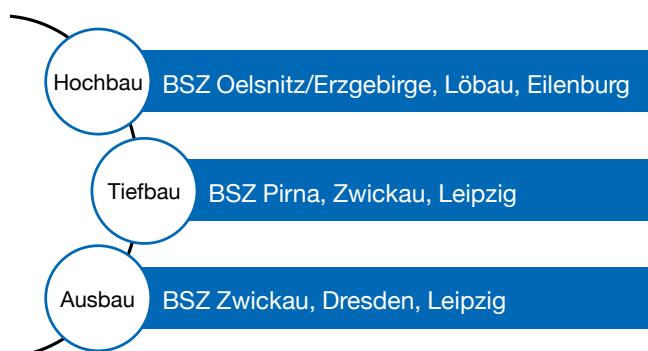 Hochbau BSZ Oelsnitz/Erzgebirge, Löbau, Eilenburg
Tiefbau BSZ Pirna, Zwickau, Leipzig
Ausbau BSZ Zwickau, Dresden, Leipzig